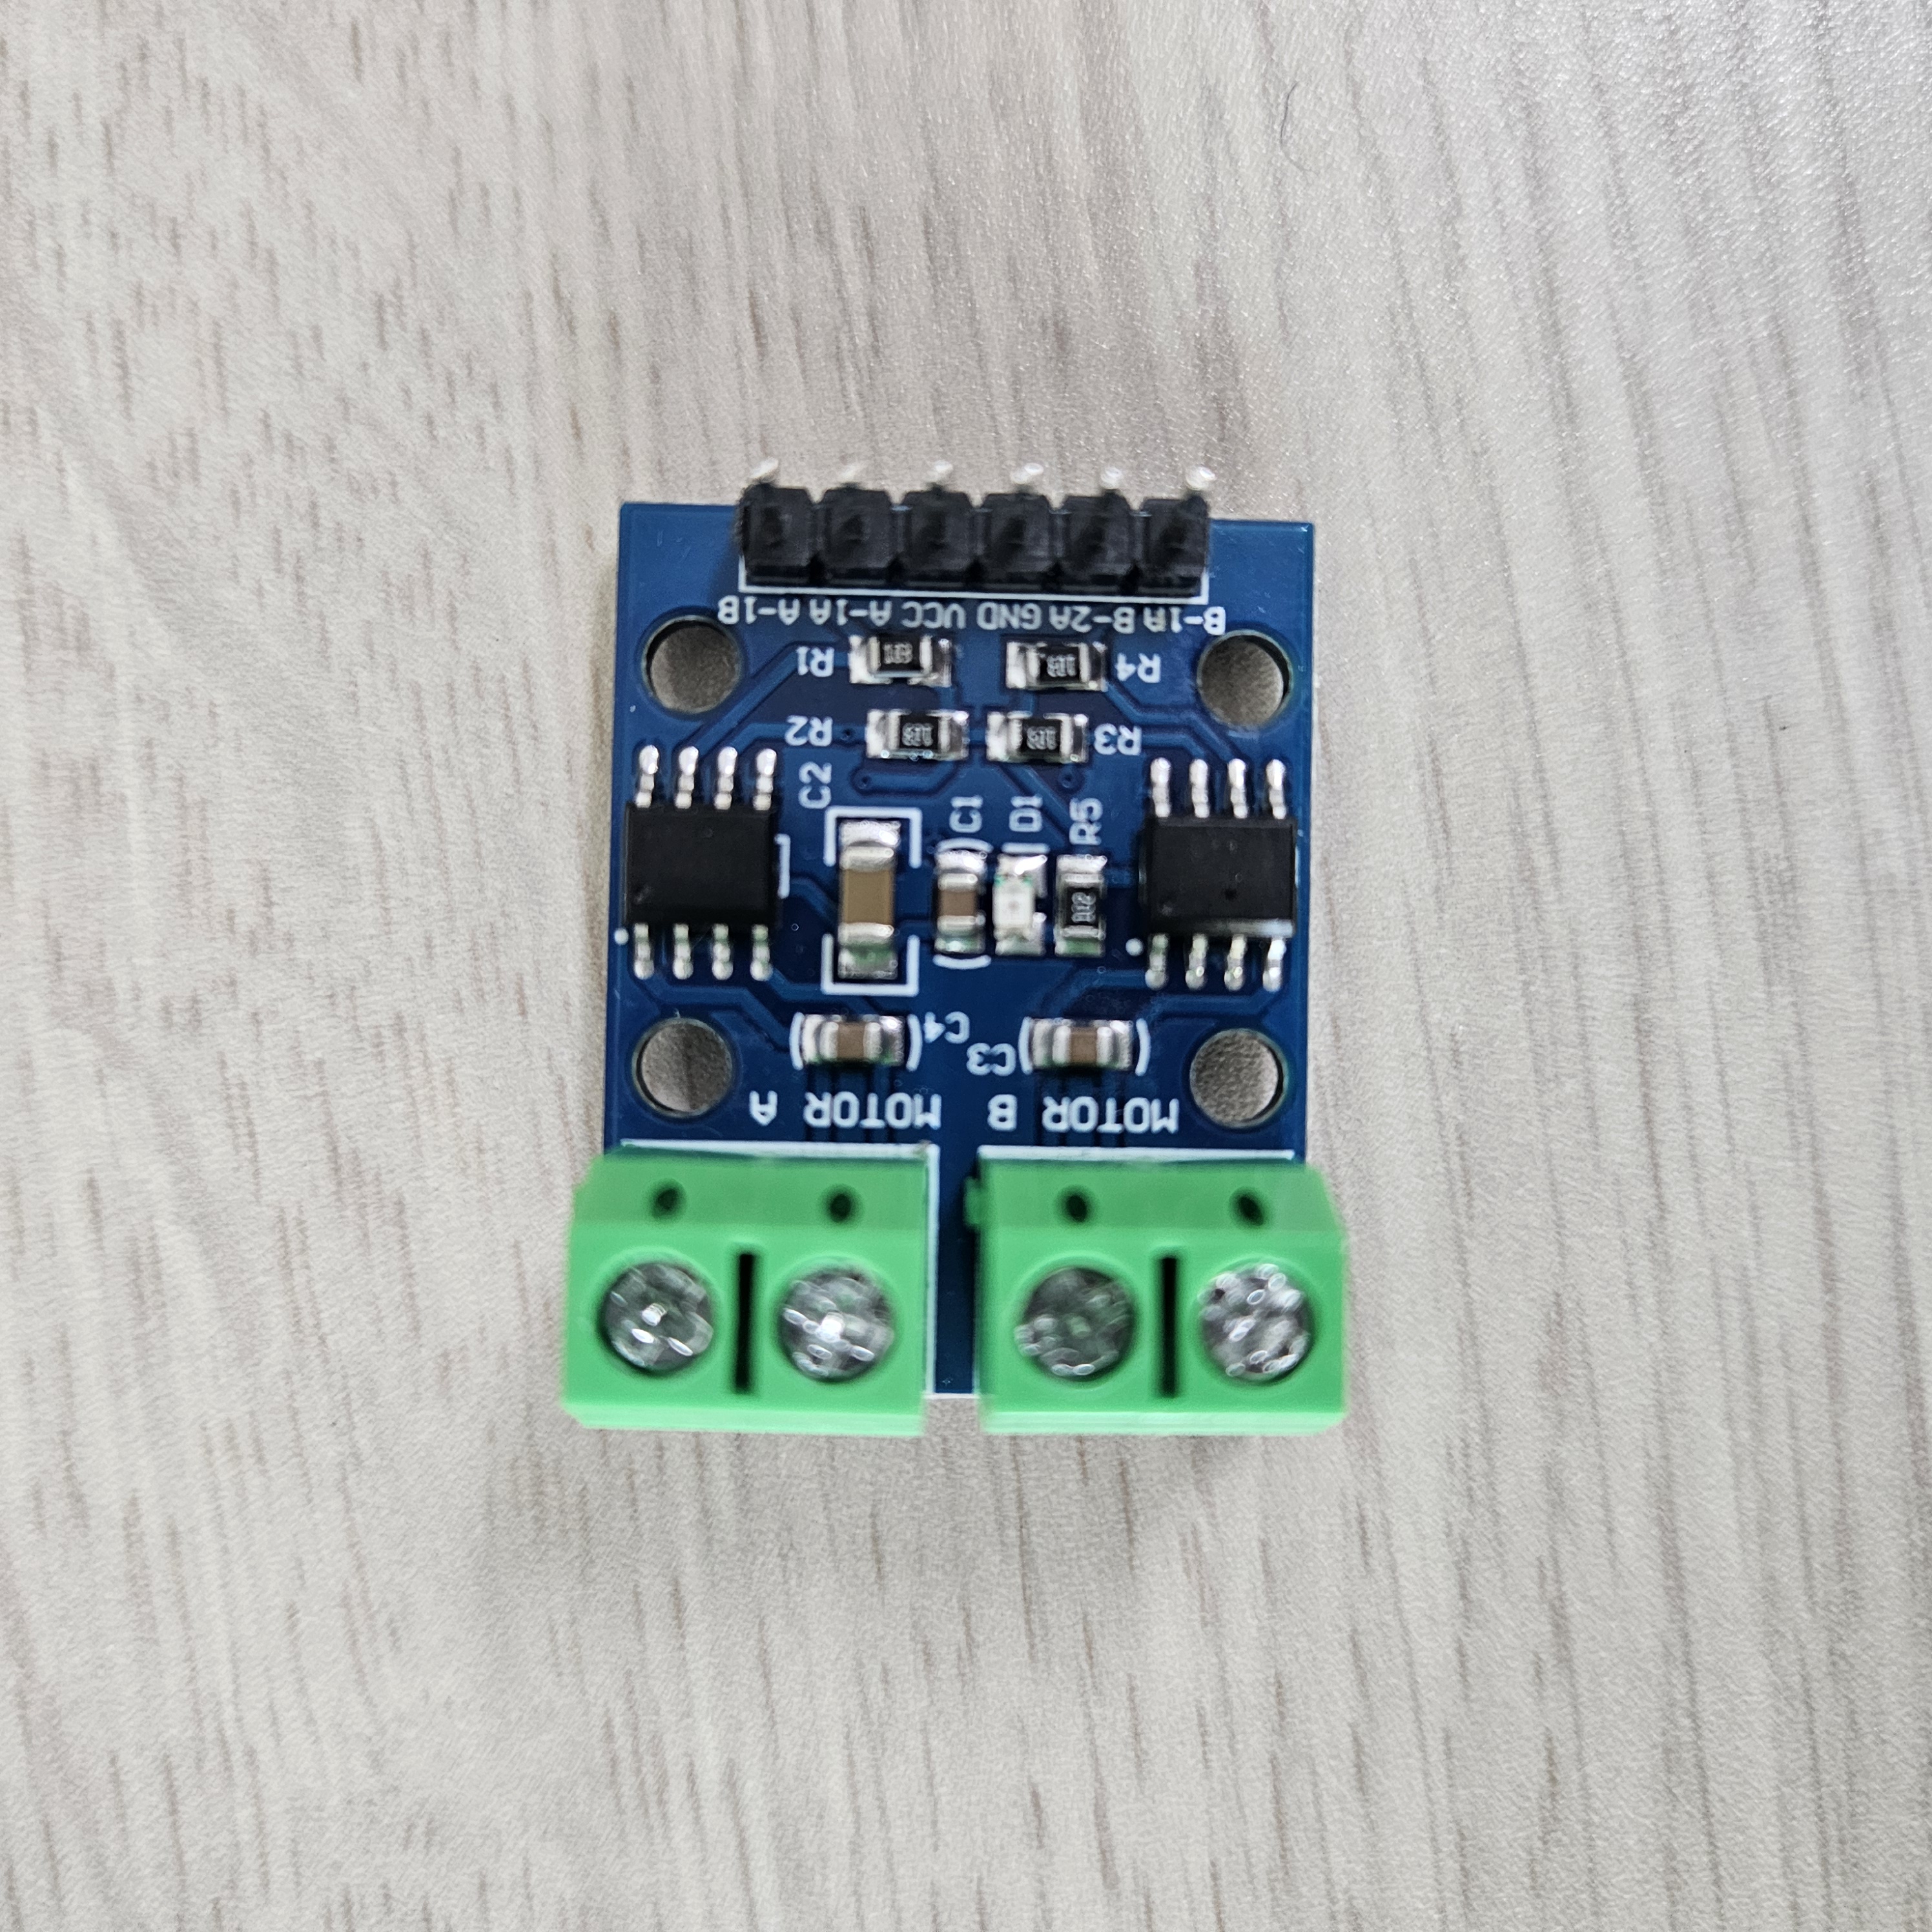 MOTOR A
MOTOR B
C4
C3
C2
C1
D1
R5
R2
R1
R3
R4
B-1A B-2A GND VCC A-1A A-1B